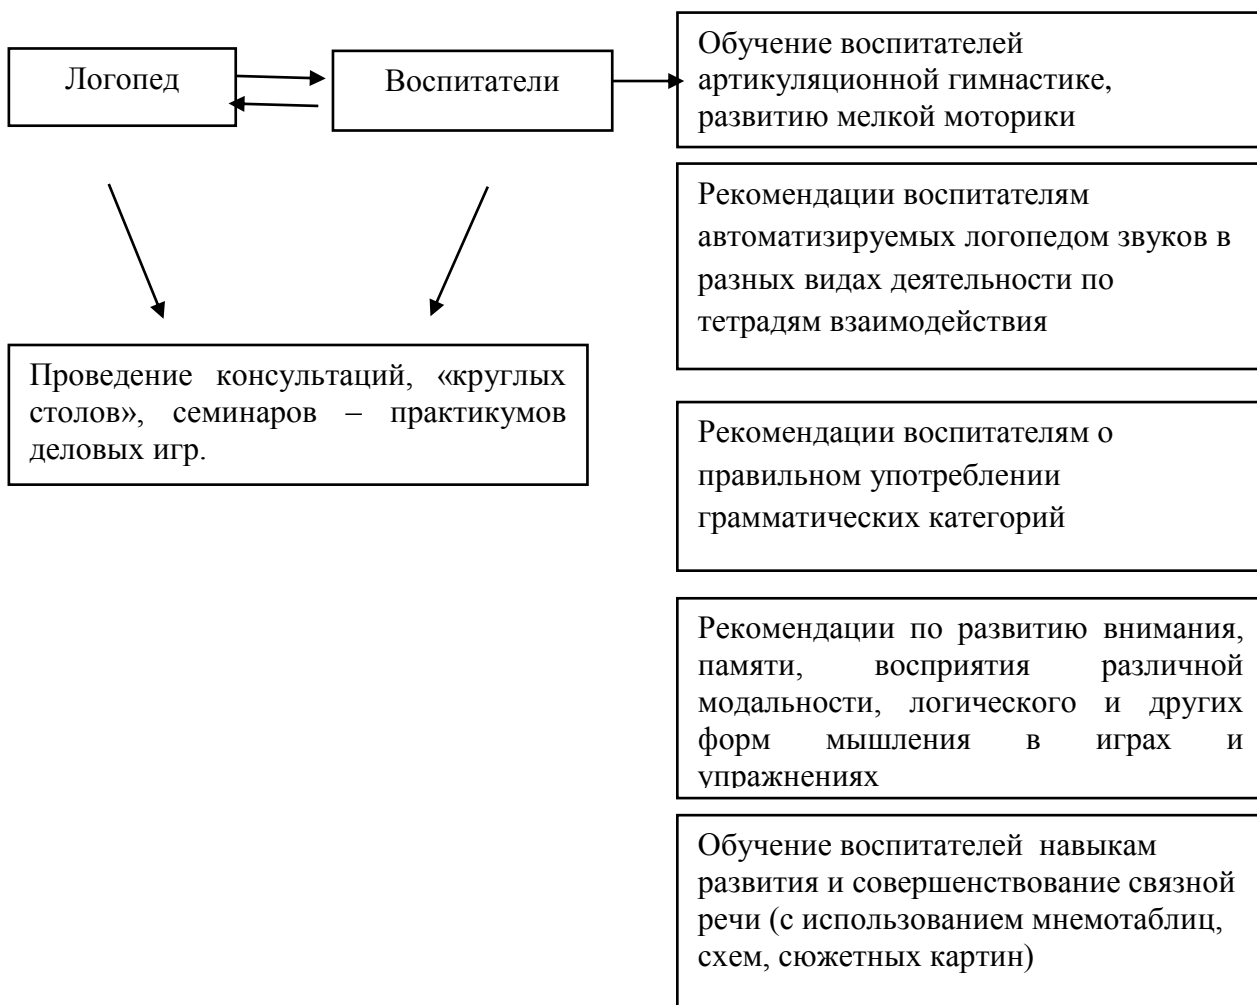 Логопед
Воспитатели
Обучение воспитателей
артикуляционной гимнастике,
развитию мелкой моторики
Рекомендации воспитателям
автоматизируемых логопедом звуков в
разных видах деятельности по
тетрадям взаимодействия
Проведение консультаций, «круглых
столов», семинаров – практикумов
деловых игр.
Рекомендации воспитателям о
правильном употреблении
грамматических категорий
Рекомендации по развитию внимания,
памяти, восприятия различной
модальности, логического и других
форм мышления в играх и
упражнениях
Обучение воспитателей навыкам
развития и совершенствование связной
речи (с использованием мнемотаблиц,
схем, сюжетных картин)